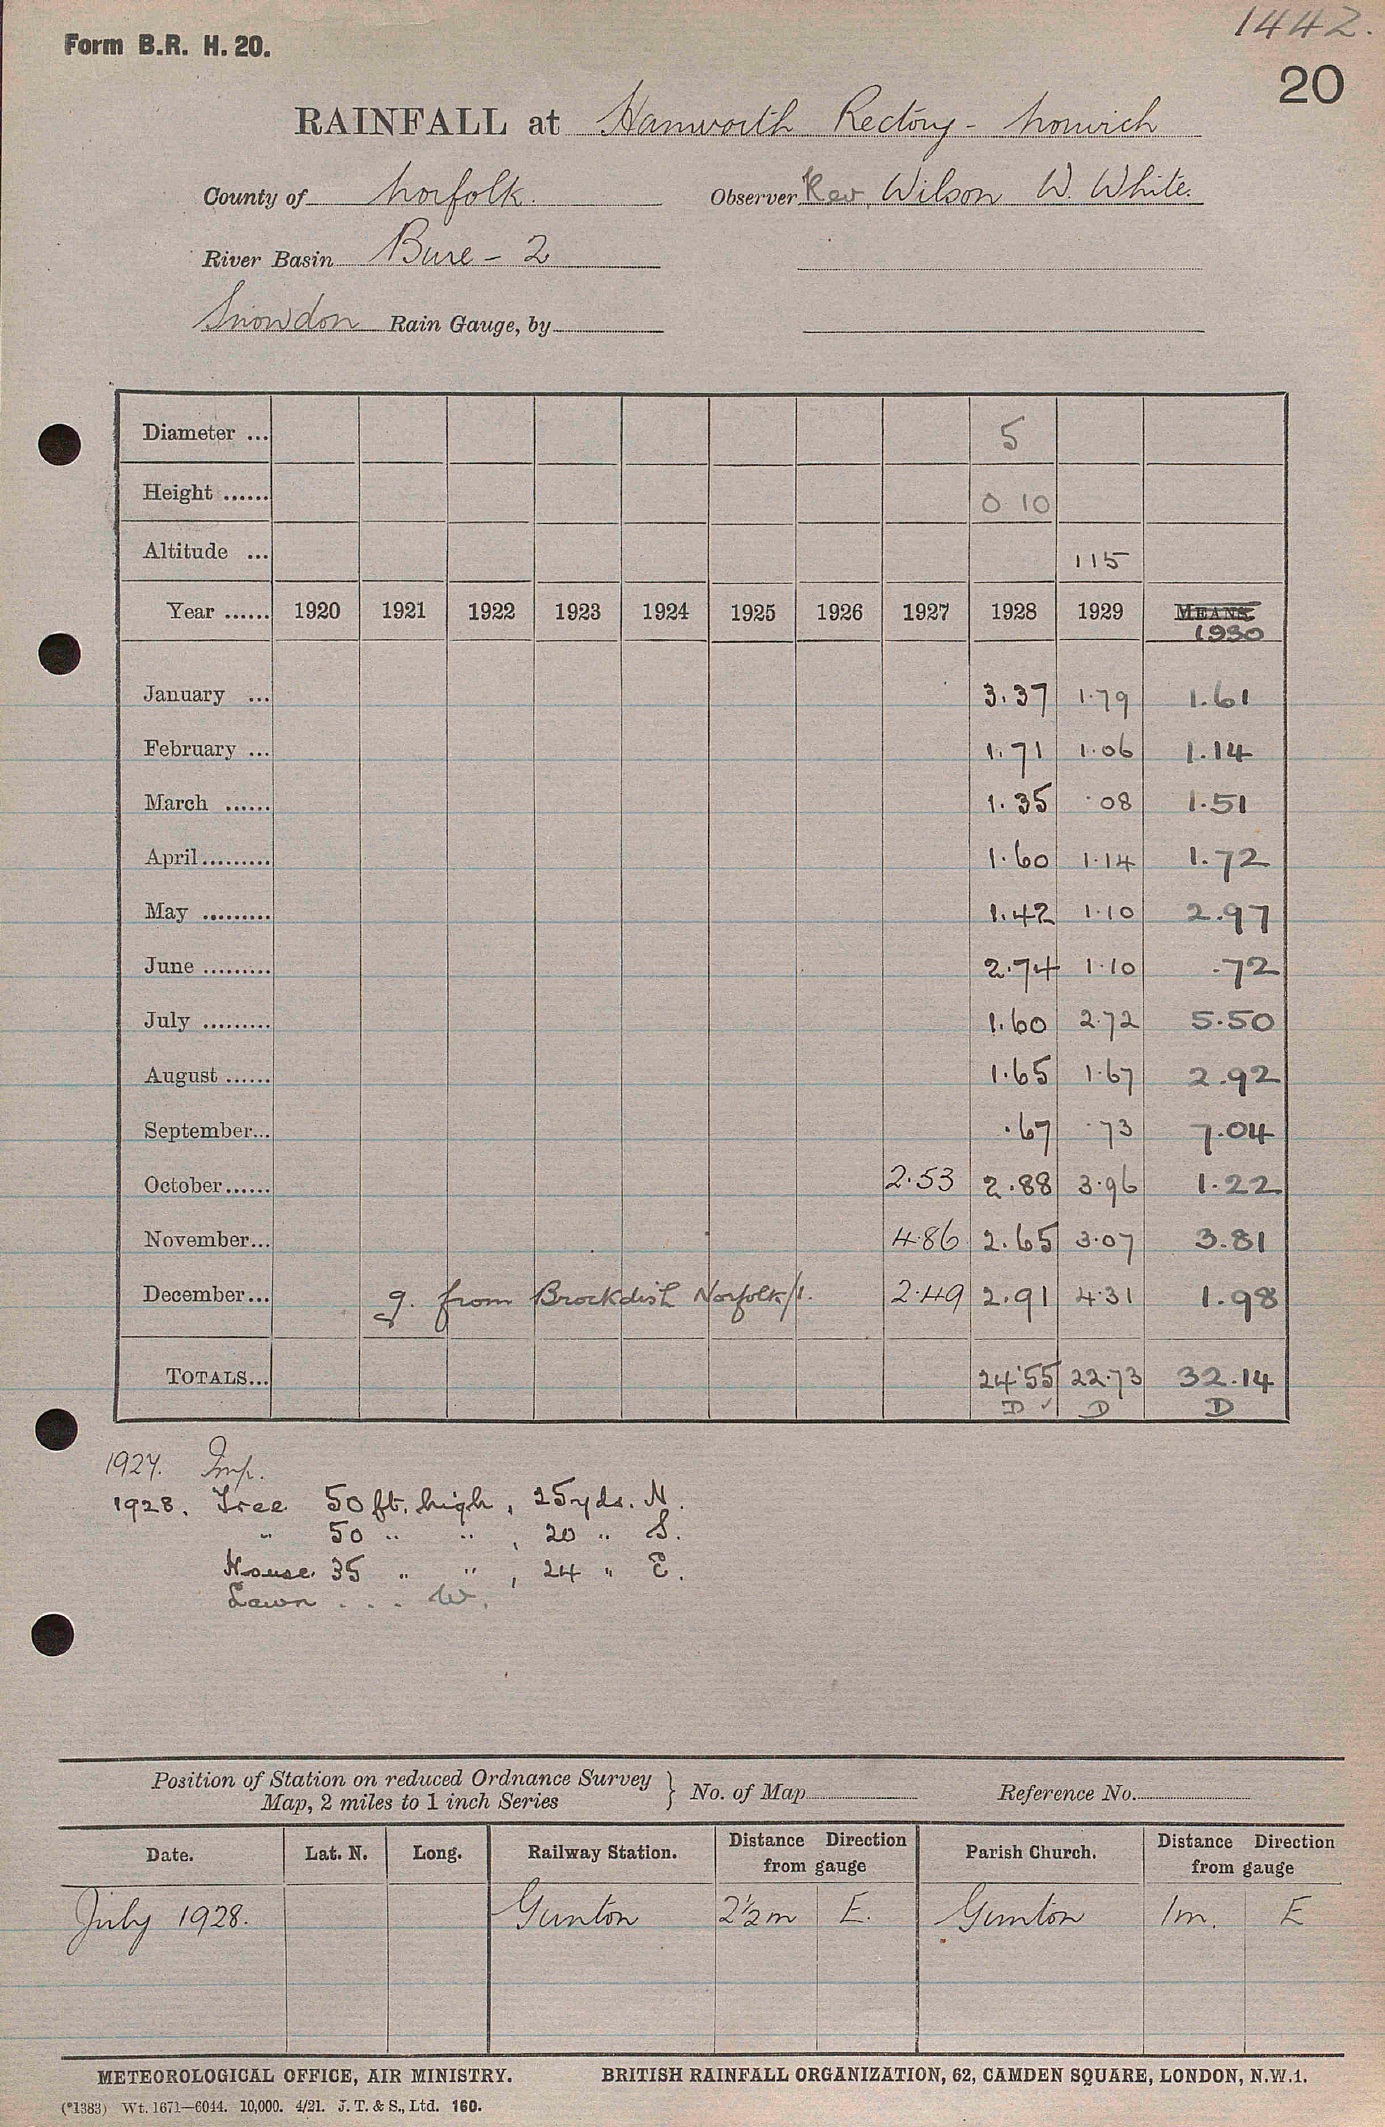 1442.
Form B.R. H. 20.
20
RAINFALL at Hanworth Rectory - Norwich
County of Norfolk. Observer Rev. Wilson W. White.
River Basin Bure - 2
Snowdon Rain Gauge, by
Diameter ... 5
Height ...... 0 10
Altitude ... 115
Year ...... 1920 1921 1922 1923 1924 1925 1926 1927 1928 1929 MEANS.
1930
January ... 3.37 1.79 1.61
February ... 1.71 1.06 1.14
March ...... 1.35 .08 1.51
April......... 1.60 1.14 1.72
May ......... 1.42 1.10 2.97
June ......... 2.74 1.10 .72
July ......... 1.60 2.72 5.50
August ...... 1.65 1.67 2.92
September... .67 .73 7.04
October...... 2.53 2.88 3.96 1.22
November... 4.86 2.65 3.07 3.81
December... g. from Brockdish Norfolk/1. 2.49 2.91 4.31 1.98
TOTALS... 24.55 22.73 32.14
D ✓ D D
1927. Imp.
1928. Tree 50 ft. high, 25 yds. N.
" 50 " " , 20 " S.
House 35 " " , 24 " E.
Lawn . . . W.
Position of Station on reduced Ordnance Survey
Map, 2 miles to 1 inch Series } No. of Map Reference No.
Date. Lat. N. Long. Railway Station. Distance Direction from gauge Parish Church. Distance Direction from gauge
July 1928. Gunton 2½m E. Gunton 1m. E
METEOROLOGICAL OFFICE, AIR MINISTRY. BRITISH RAINFALL ORGANIZATION, 62, CAMDEN SQUARE, LONDON, N.W.1.
(*1383) Wt. 1671—6044. 10,000. 4/21. J. T. & S., Ltd. 160.